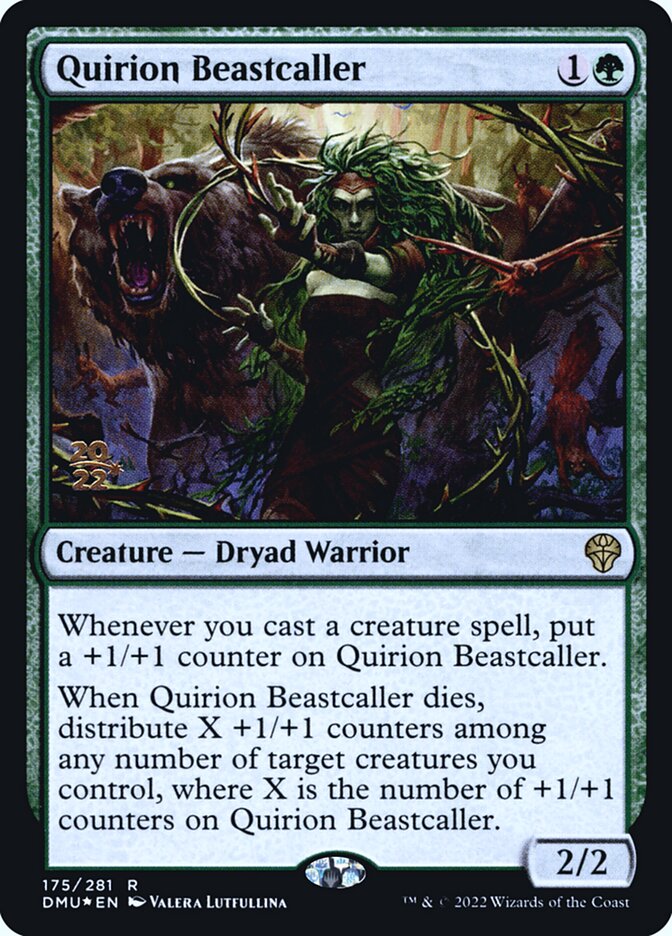 Quirion Beastcaller 1
20
22
Creature — Dryad Warrior
Whenever you cast a creature spell, put
a +1/+1 counter on Quirion Beastcaller.
When Quirion Beastcaller dies,
distribute X +1/+1 counters among
any number of target creatures you
control, where X is the number of +1/+1
counters on Quirion Beastcaller.
2/2
175/281 R
DMU★EN Valera Lutfullina
™ & © 2022 Wizards of the Coast